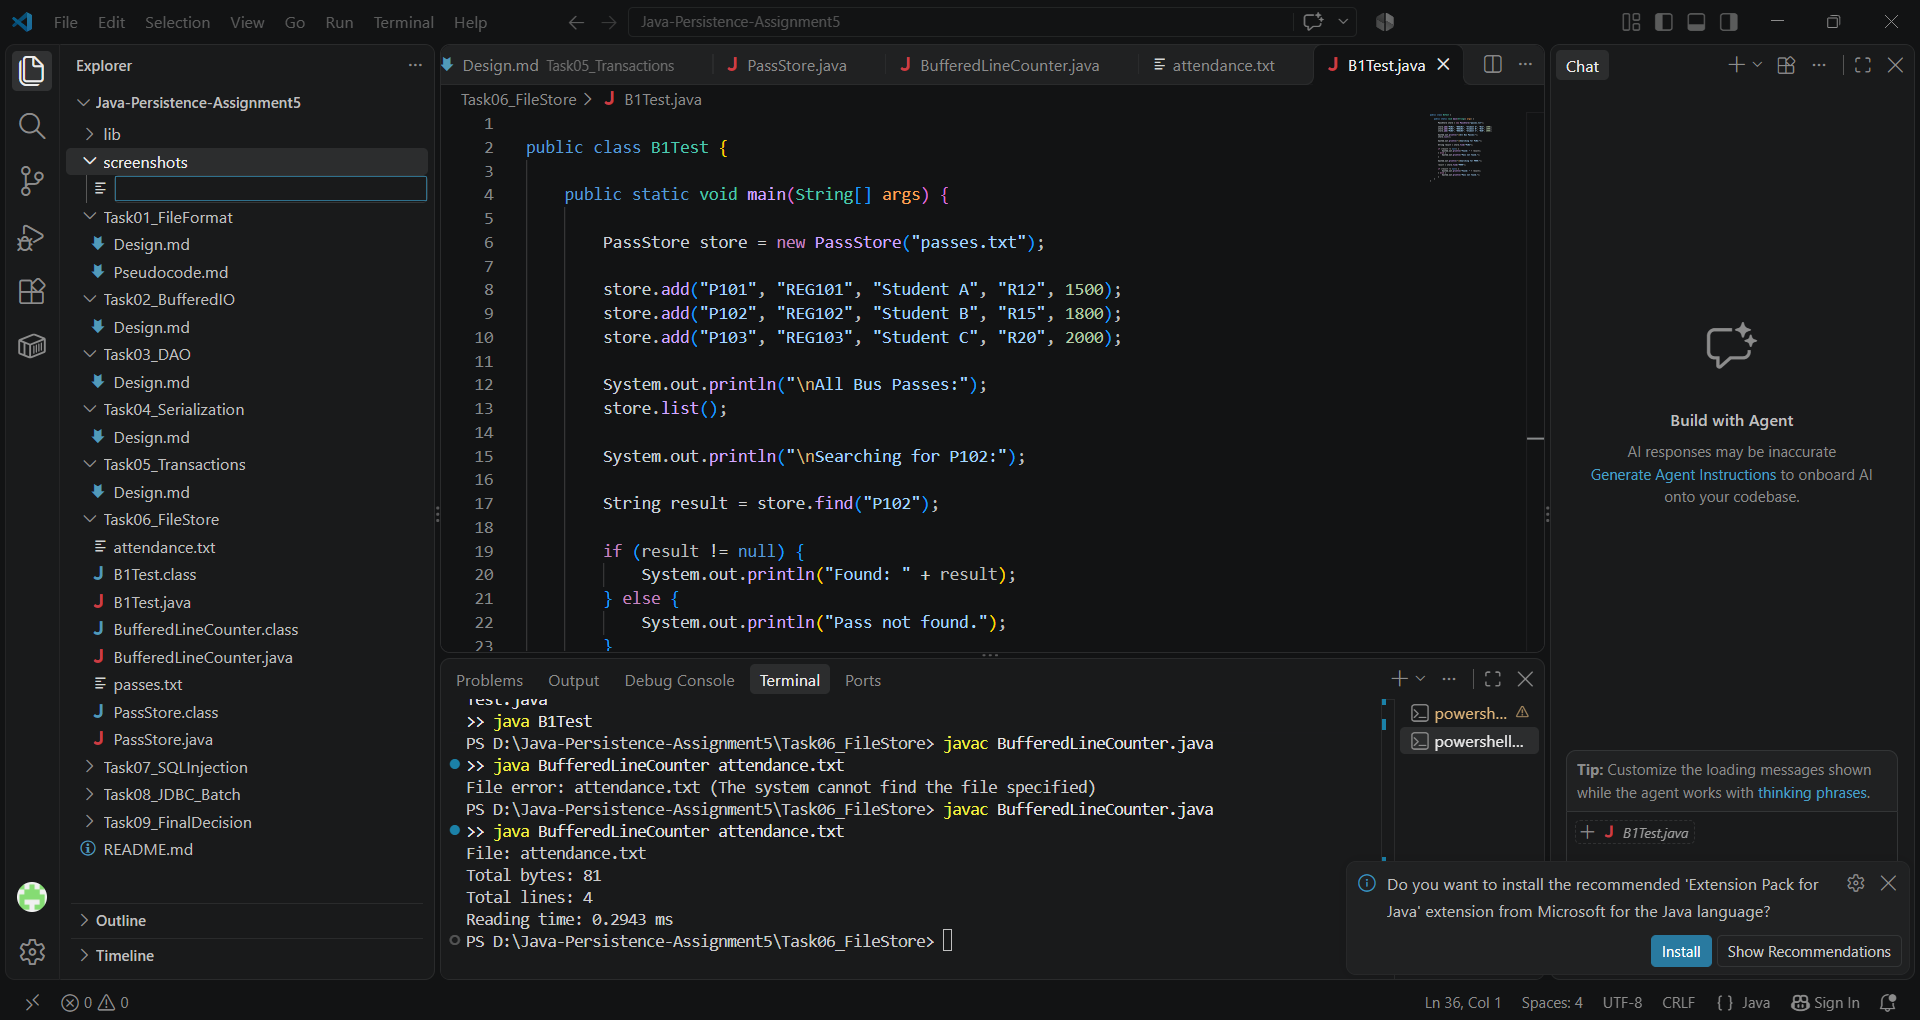 File Edit Selection View Go Run Terminal Help
Java-Persistence-Assignment5
Explorer
Java-Persistence-Assignment5
lib
screenshots
Task01_FileFormat
Design.md
Pseudocode.md
Task02_BufferedIO
Design.md
Task03_DAO
Design.md
Task04_Serialization
Design.md
Task05_Transactions
Design.md
Task06_FileStore
attendance.txt
B1Test.class
B1Test.java
BufferedLineCounter.class
BufferedLineCounter.java
passes.txt
PassStore.class
PassStore.java
Task07_SQLInjection
Task08_JDBC_Batch
Task09_FinalDecision
README.md
Outline
Timeline
Design.md Task05_Transactions PassStore.java BufferedLineCounter.java attendance.txt B1Test.java
Task06_FileStore > B1Test.java
1
2 public class B1Test {
3
4 public static void main(String[] args) {
5
6 PassStore store = new PassStore("passes.txt");
7
8 store.add("P101", "REG101", "Student A", "R12", 1500);
9 store.add("P102", "REG102", "Student B", "R15", 1800);
10 store.add("P103", "REG103", "Student C", "R20", 2000);
11
12 System.out.println("\nAll Bus Passes:");
13 store.list();
14
15 System.out.println("\nSearching for P102:");
16
17 String result = store.find("P102");
18
19 if (result != null) {
20 System.out.println("Found: " + result);
21 } else {
22 System.out.println("Pass not found.");
23 }
Problems Output Debug Console Terminal Ports
Test.java
>> java B1Test
PS D:\Java-Persistence-Assignment5\Task06_FileStore> javac BufferedLineCounter.java
>> java BufferedLineCounter attendance.txt
File error: attendance.txt (The system cannot find the file specified)
PS D:\Java-Persistence-Assignment5\Task06_FileStore> javac BufferedLineCounter.java
>> java BufferedLineCounter attendance.txt
File: attendance.txt
Total bytes: 81
Total lines: 4
Reading time: 0.2943 ms
PS D:\Java-Persistence-Assignment5\Task06_FileStore>
powersh...
powershell...
Chat
Build with Agent
AI responses may be inaccurate
Generate Agent Instructions to onboard AI
onto your codebase.
Tip: Customize the loading messages shown
while the agent works with thinking phrases.
B1Test.java
Do you want to install the recommended 'Extension Pack for
Java' extension from Microsoft for the Java language?
Install Show Recommendations
0 0
Ln 36, Col 1 Spaces: 4 UTF-8 CRLF {} Java Sign In